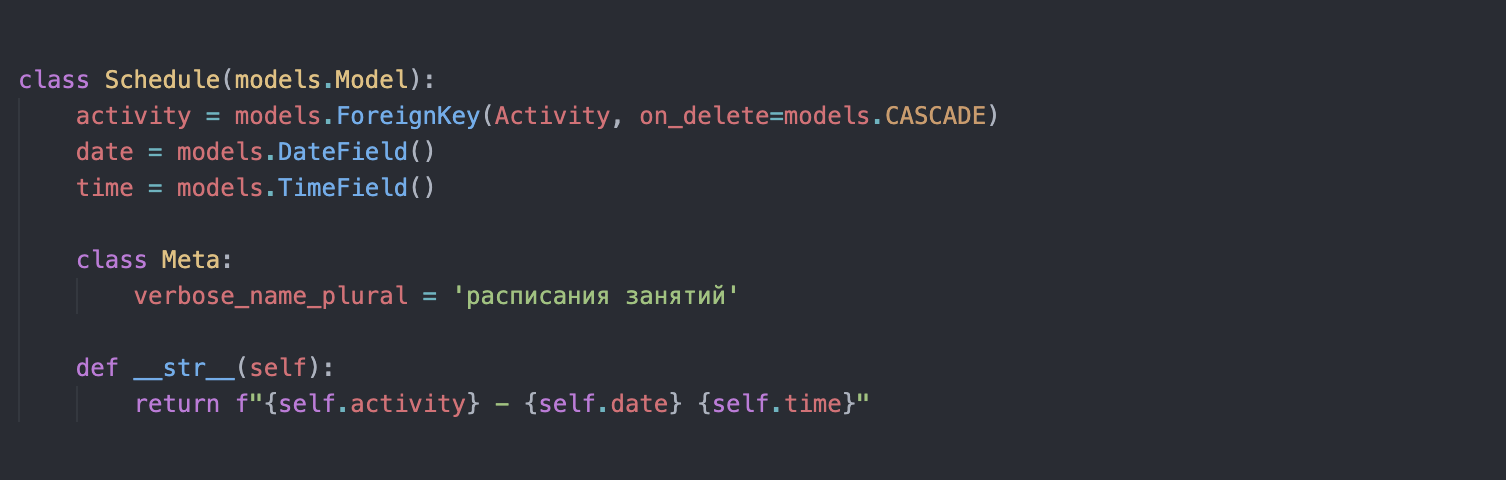 class Schedule(models.Model):
    activity = models.ForeignKey(Activity, on_delete=models.CASCADE)
    date = models.DateField()
    time = models.TimeField()
    class Meta:
        verbose_name_plural = 'расписания занятий'
    def __str__(self):
        return f"{self.activity} - {self.date} {self.time}"